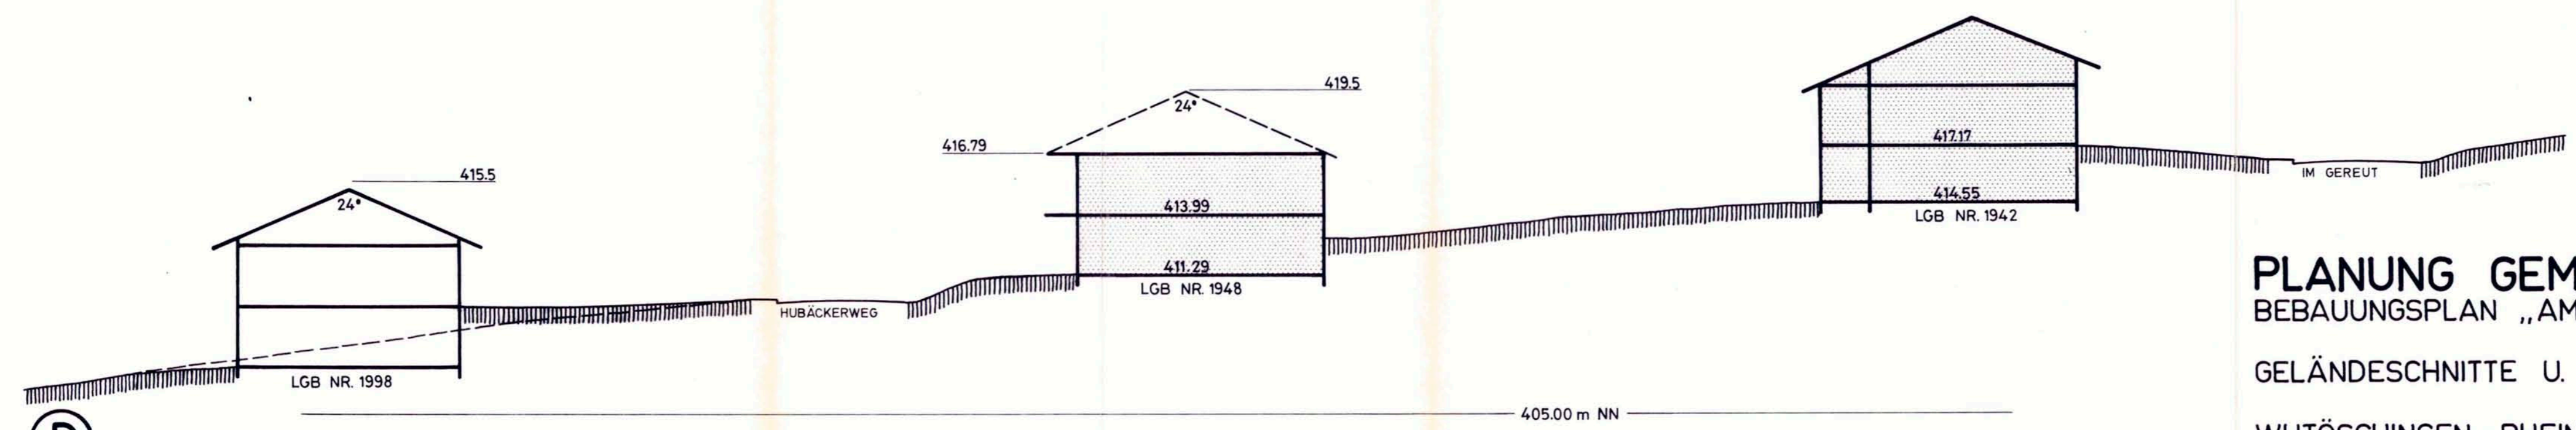 415.5
24°
LGB NR. 1998
HUBÄCKERWEG
419.5
24°
416.79
413.99
411.29
LGB NR. 1948
417.17
414.55
LGB NR. 1942
IM GEREUT
405.00 m NN
PLANUNG GEM
BEBAUUNGSPLAN „AM
GELÄNDESCHNITTE U.